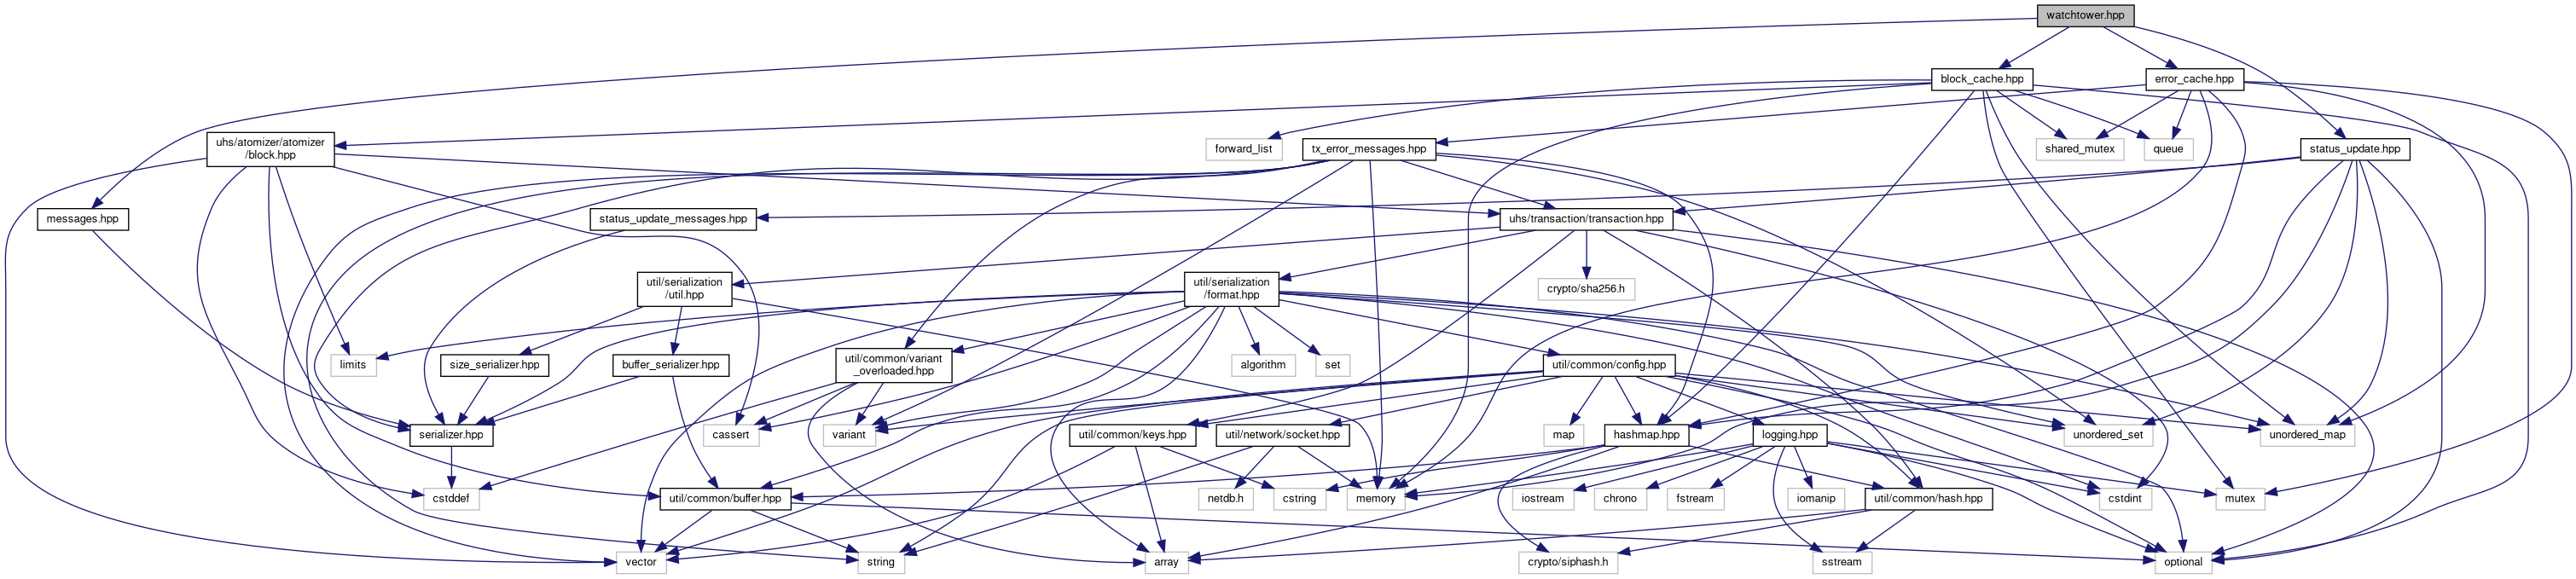 watchtower.hpp
block_cache.hpp
error_cache.hpp
uhs/atomizer/atomizer
/block.hpp
forward_list
tx_error_messages.hpp
shared_mutex
queue
status_update.hpp
messages.hpp
status_update_messages.hpp
uhs/transaction/transaction.hpp
util/serialization
/util.hpp
util/serialization
/format.hpp
crypto/sha256.h
limits
size_serializer.hpp
buffer_serializer.hpp
util/common/variant
_overloaded.hpp
algorithm
set
util/common/config.hpp
serializer.hpp
cassert
variant
util/common/keys.hpp
util/network/socket.hpp
map
hashmap.hpp
logging.hpp
unordered_set
unordered_map
cstddef
util/common/buffer.hpp
netdb.h
cstring
memory
iostream
chrono
fstream
iomanip
util/common/hash.hpp
cstdint
mutex
vector
string
array
crypto/siphash.h
sstream
optional